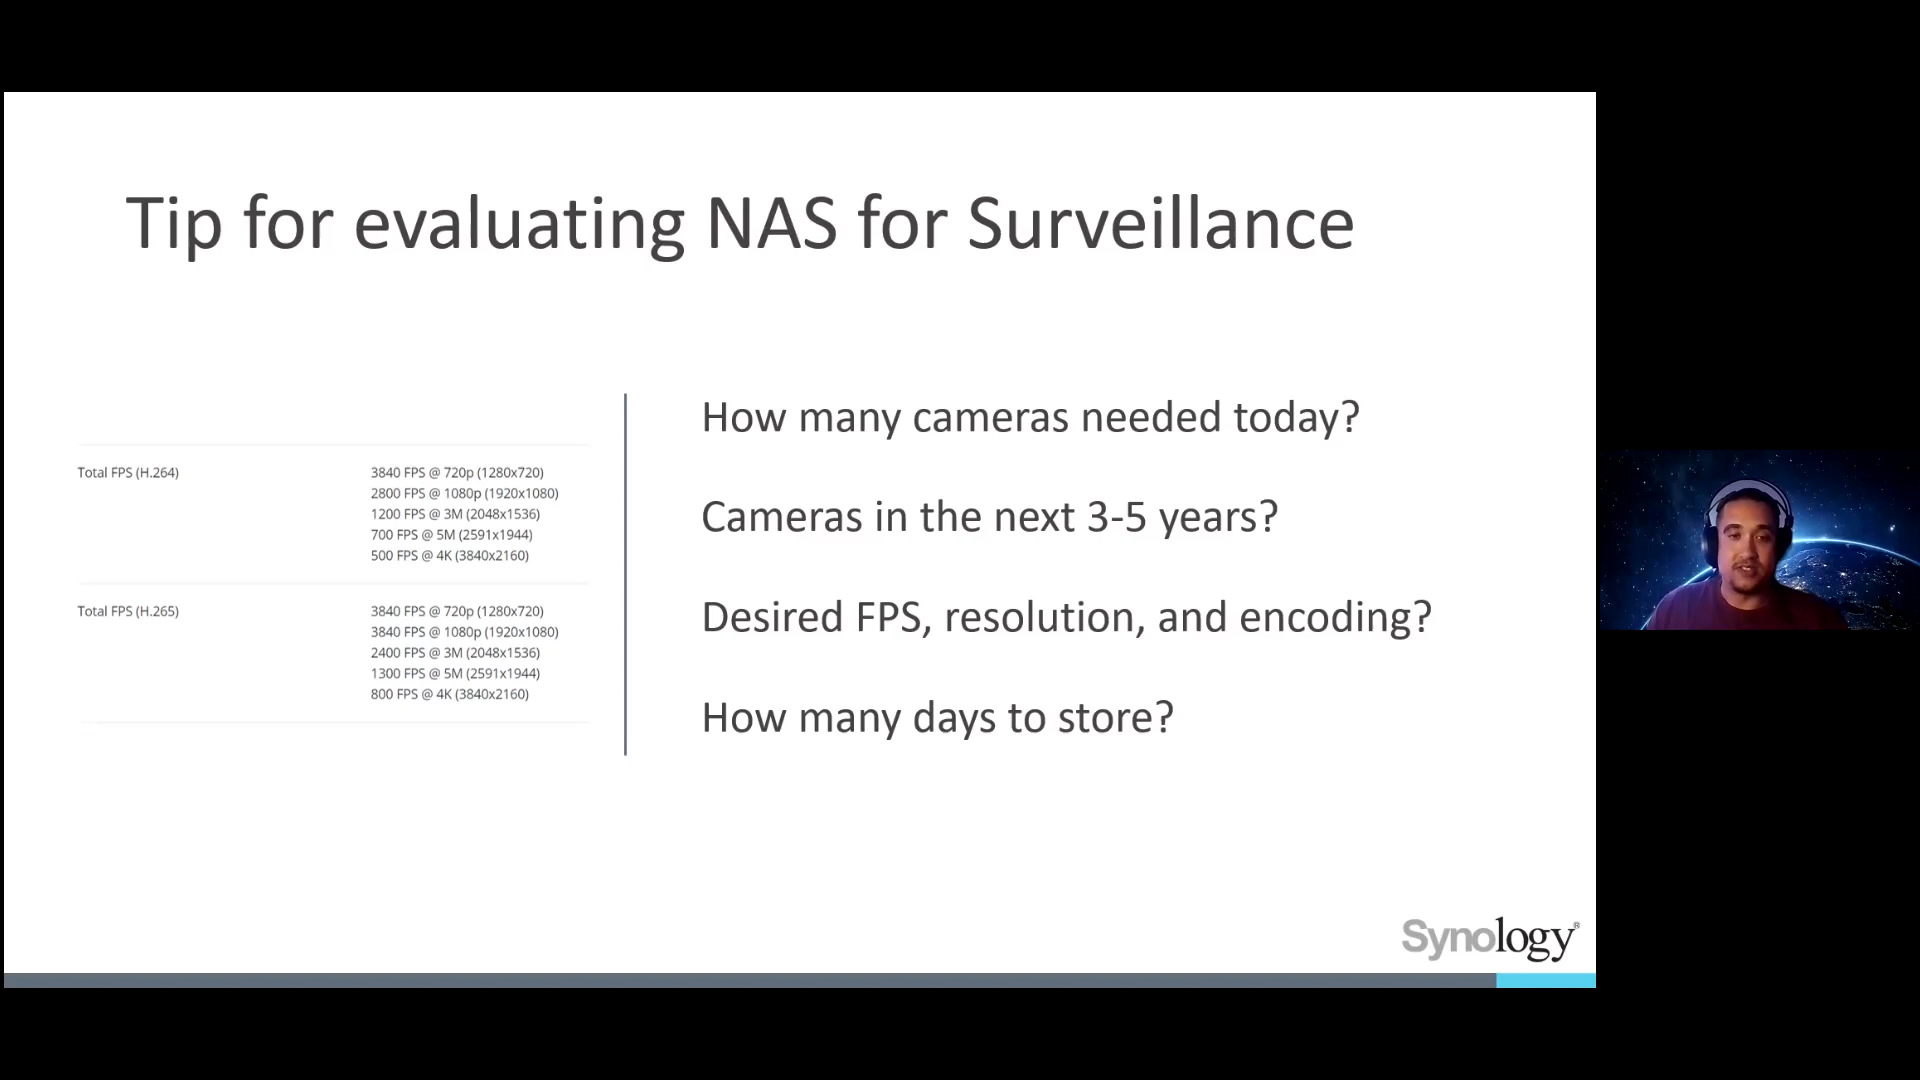 Tip for evaluating NAS for Surveillance
Total FPS (H.264)
3840 FPS @ 720p (1280x720)
2800 FPS @ 1080p (1920x1080)
1200 FPS @ 3M (2048x1536)
700 FPS @ 5M (2591x1944)
500 FPS @ 4K (3840x2160)
Total FPS (H.265)
3840 FPS @ 720p (1280x720)
3840 FPS @ 1080p (1920x1080)
2400 FPS @ 3M (2048x1536)
1300 FPS @ 5M (2591x1944)
800 FPS @ 4K (3840x2160)
How many cameras needed today?
Cameras in the next 3-5 years?
Desired FPS, resolution, and encoding?
How many days to store?
Synology®